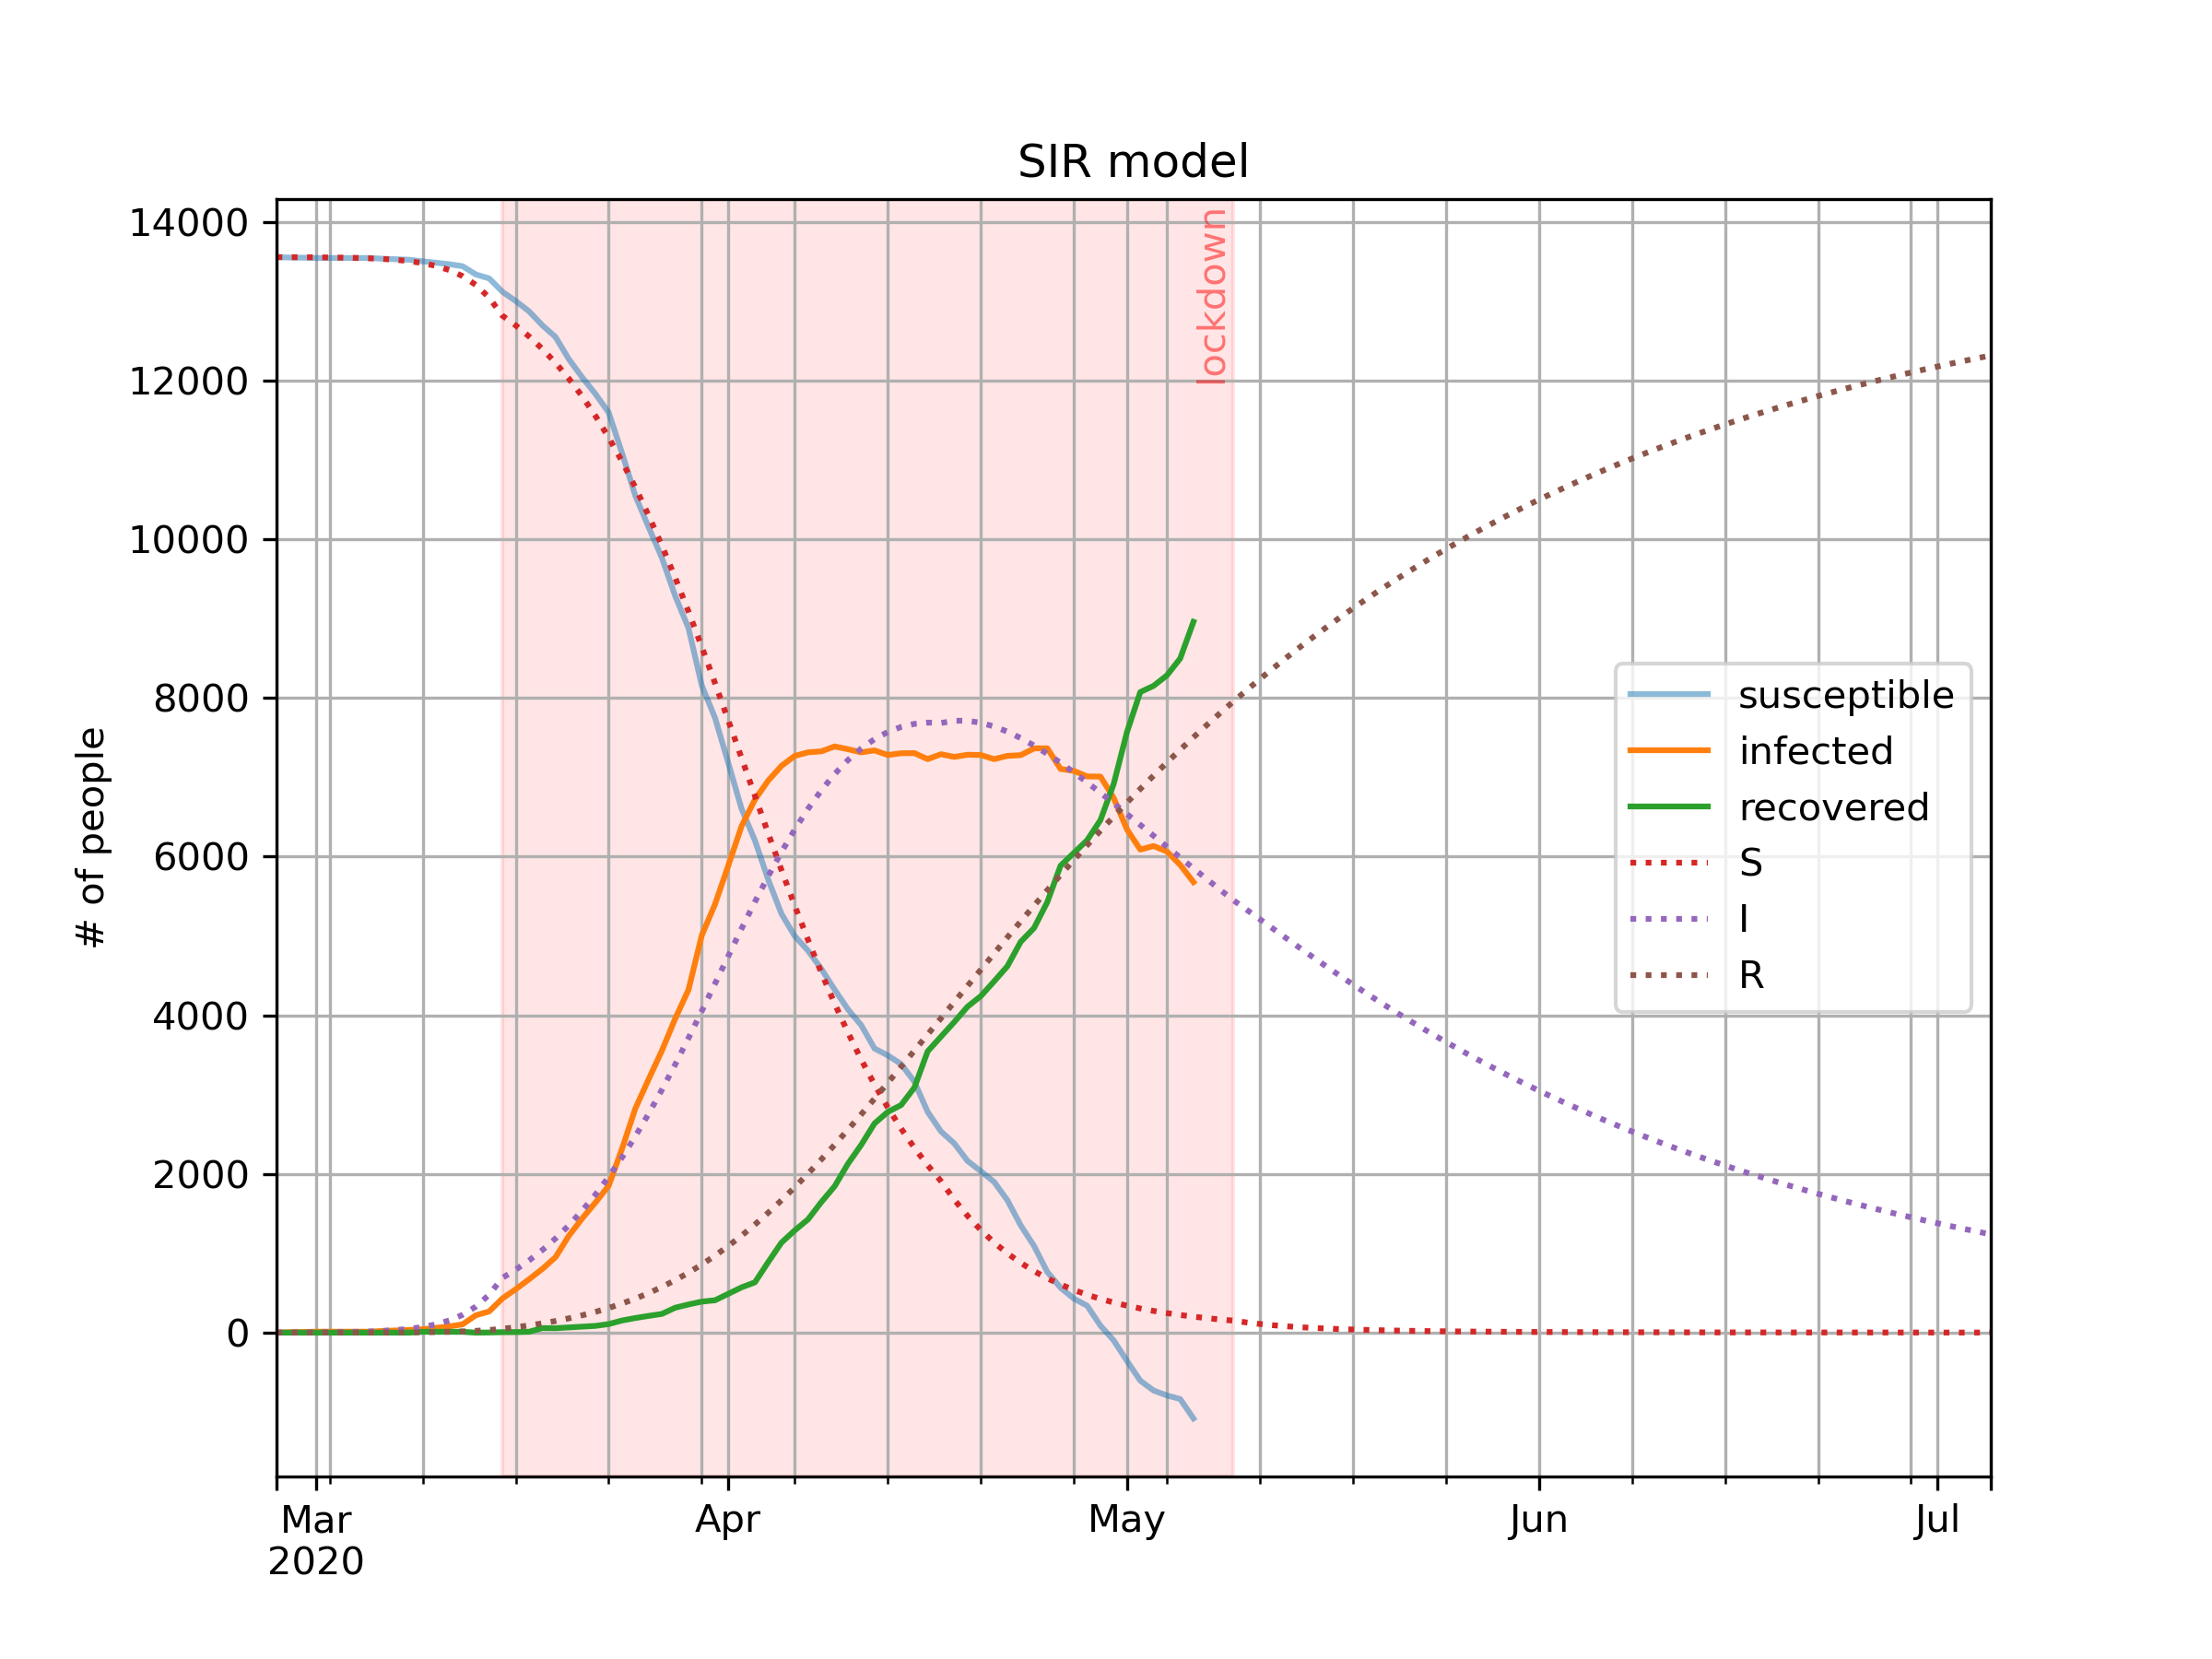 SIR model
14000
12000
10000
8000
6000
4000
2000
0
# of people
lockdown
susceptible
infected
recovered
S
I
R
Mar
2020
Apr
May
Jun
Jul